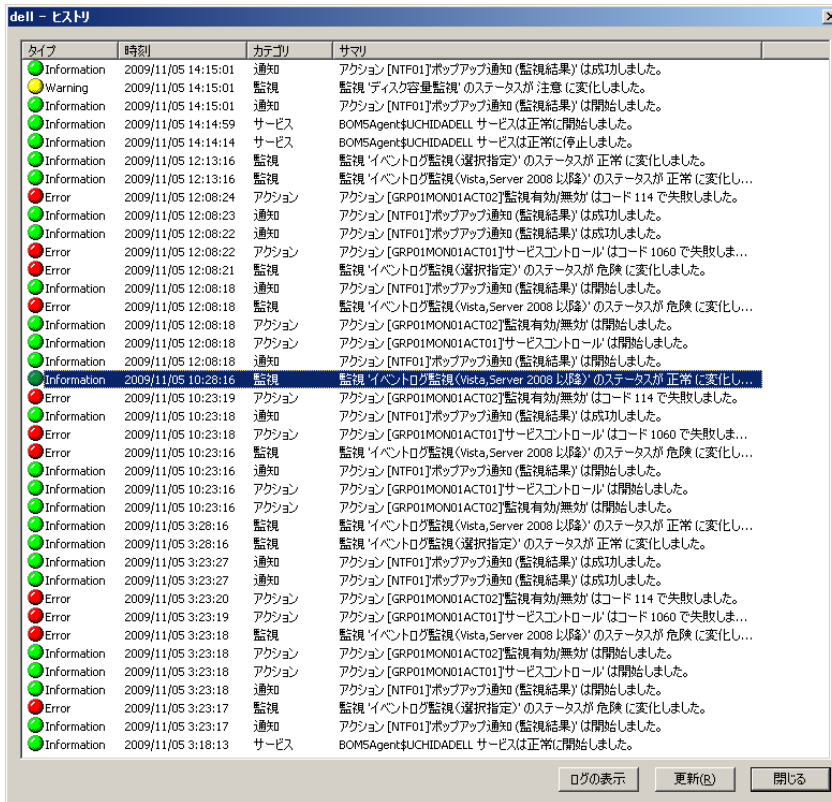 dell - ヒストリ
タイプ 時刻 カテゴリ サマリ
Information 2009/11/05 14:15:01 通知 アクション [NTF01]'ポップアップ通知 (監視結果)' は成功しました。
Warning 2009/11/05 14:15:01 監視 監視 'ディスク容量監視' のステータスが 注意 に変化しました。
Information 2009/11/05 14:15:01 通知 アクション [NTF01]'ポップアップ通知 (監視結果)' は開始しました。
Information 2009/11/05 14:14:59 サービス BOM5Agent$UCHIDADELL サービスは正常に開始しました。
Information 2009/11/05 14:14:14 サービス BOM5Agent$UCHIDADELL サービスは正常に停止しました。
Information 2009/11/05 12:13:16 監視 監視 'イベントログ監視（選択指定）' のステータスが 正常 に変化しました。
Information 2009/11/05 12:13:16 監視 監視 'イベントログ監視（Vista,Server 2008 以降）' のステータスが 正常 に変化し...
Error 2009/11/05 12:08:24 アクション アクション [GRP01MON01ACT02]'監視有効/無効' はコード 114 で失敗しました。
Information 2009/11/05 12:08:23 通知 アクション [NTF01]'ポップアップ通知 (監視結果)' は成功しました。
Information 2009/11/05 12:08:22 通知 アクション [NTF01]'ポップアップ通知 (監視結果)' は成功しました。
Error 2009/11/05 12:08:22 アクション アクション [GRP01MON01ACT01]'サービスコントロール' はコード 1060 で失敗しま...
Error 2009/11/05 12:08:21 監視 監視 'イベントログ監視（選択指定）' のステータスが 危険 に変化しました。
Information 2009/11/05 12:08:18 通知 アクション [NTF01]'ポップアップ通知 (監視結果)' は開始しました。
Error 2009/11/05 12:08:18 監視 監視 'イベントログ監視（Vista,Server 2008 以降）' のステータスが 危険 に変化し...
Information 2009/11/05 12:08:18 アクション アクション [GRP01MON01ACT02]'監視有効/無効' は開始しました。
Information 2009/11/05 12:08:18 アクション アクション [GRP01MON01ACT01]'サービスコントロール' は開始しました。
Information 2009/11/05 12:08:18 通知 アクション [NTF01]'ポップアップ通知 (監視結果)' は開始しました。
Information 2009/11/05 10:28:16 監視 監視 'イベントログ監視（Vista,Server 2008 以降）' のステータスが 正常 に変化し...
Error 2009/11/05 10:23:19 アクション アクション [GRP01MON01ACT02]'監視有効/無効' はコード 114 で失敗しました。
Information 2009/11/05 10:23:18 通知 アクション [NTF01]'ポップアップ通知 (監視結果)' は成功しました。
Error 2009/11/05 10:23:18 アクション アクション [GRP01MON01ACT01]'サービスコントロール' はコード 1060 で失敗しま...
Error 2009/11/05 10:23:16 監視 監視 'イベントログ監視（Vista,Server 2008 以降）' のステータスが 危険 に変化し...
Information 2009/11/05 10:23:16 通知 アクション [NTF01]'ポップアップ通知 (監視結果)' は開始しました。
Information 2009/11/05 10:23:16 アクション アクション [GRP01MON01ACT01]'サービスコントロール' は開始しました。
Information 2009/11/05 10:23:16 アクション アクション [GRP01MON01ACT02]'監視有効/無効' は開始しました。
Information 2009/11/05 3:28:16 監視 監視 'イベントログ監視（Vista,Server 2008 以降）' のステータスが 正常 に変化し...
Information 2009/11/05 3:28:16 監視 監視 'イベントログ監視（選択指定）' のステータスが 正常 に変化しました。
Information 2009/11/05 3:23:27 通知 アクション [NTF01]'ポップアップ通知 (監視結果)' は成功しました。
Information 2009/11/05 3:23:27 通知 アクション [NTF01]'ポップアップ通知 (監視結果)' は成功しました。
Error 2009/11/05 3:23:20 アクション アクション [GRP01MON01ACT02]'監視有効/無効' はコード 114 で失敗しました。
Error 2009/11/05 3:23:19 アクション アクション [GRP01MON01ACT01]'サービスコントロール' はコード 1060 で失敗しま...
Error 2009/11/05 3:23:18 監視 監視 'イベントログ監視（Vista,Server 2008 以降）' のステータスが 危険 に変化し...
Information 2009/11/05 3:23:18 アクション アクション [GRP01MON01ACT02]'監視有効/無効' は開始しました。
Information 2009/11/05 3:23:18 アクション アクション [GRP01MON01ACT01]'サービスコントロール' は開始しました。
Information 2009/11/05 3:23:18 通知 アクション [NTF01]'ポップアップ通知 (監視結果)' は開始しました。
Error 2009/11/05 3:23:17 監視 監視 'イベントログ監視（選択指定）' のステータスが 危険 に変化しました。
Information 2009/11/05 3:23:17 通知 アクション [NTF01]'ポップアップ通知 (監視結果)' は開始しました。
Information 2009/11/05 3:18:13 サービス BOM5Agent$UCHIDADELL サービスは正常に開始しました。
ログの表示 更新(R) 閉じる